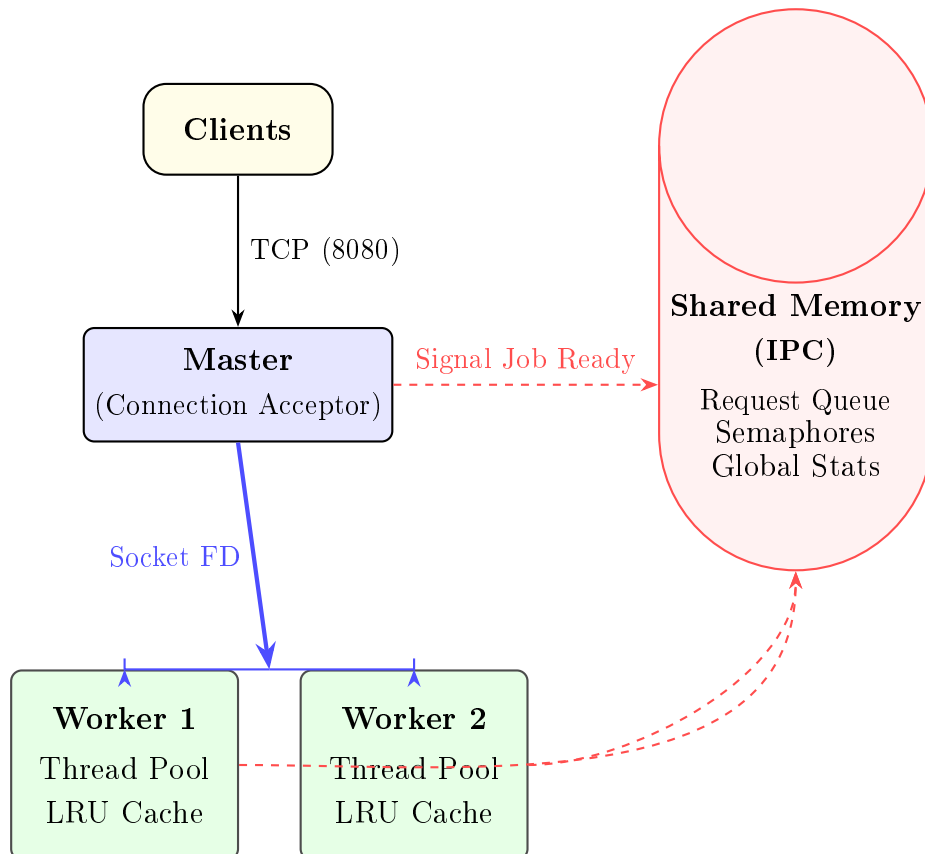 Clients
TCP (8080)
Master
(Connection Acceptor)
Signal Job Ready
Shared Memory
(IPC)
Request Queue
Semaphores
Global Stats
Socket FD
Worker 1
Thread Pool
LRU Cache
Worker 2
Thread Pool
LRU Cache